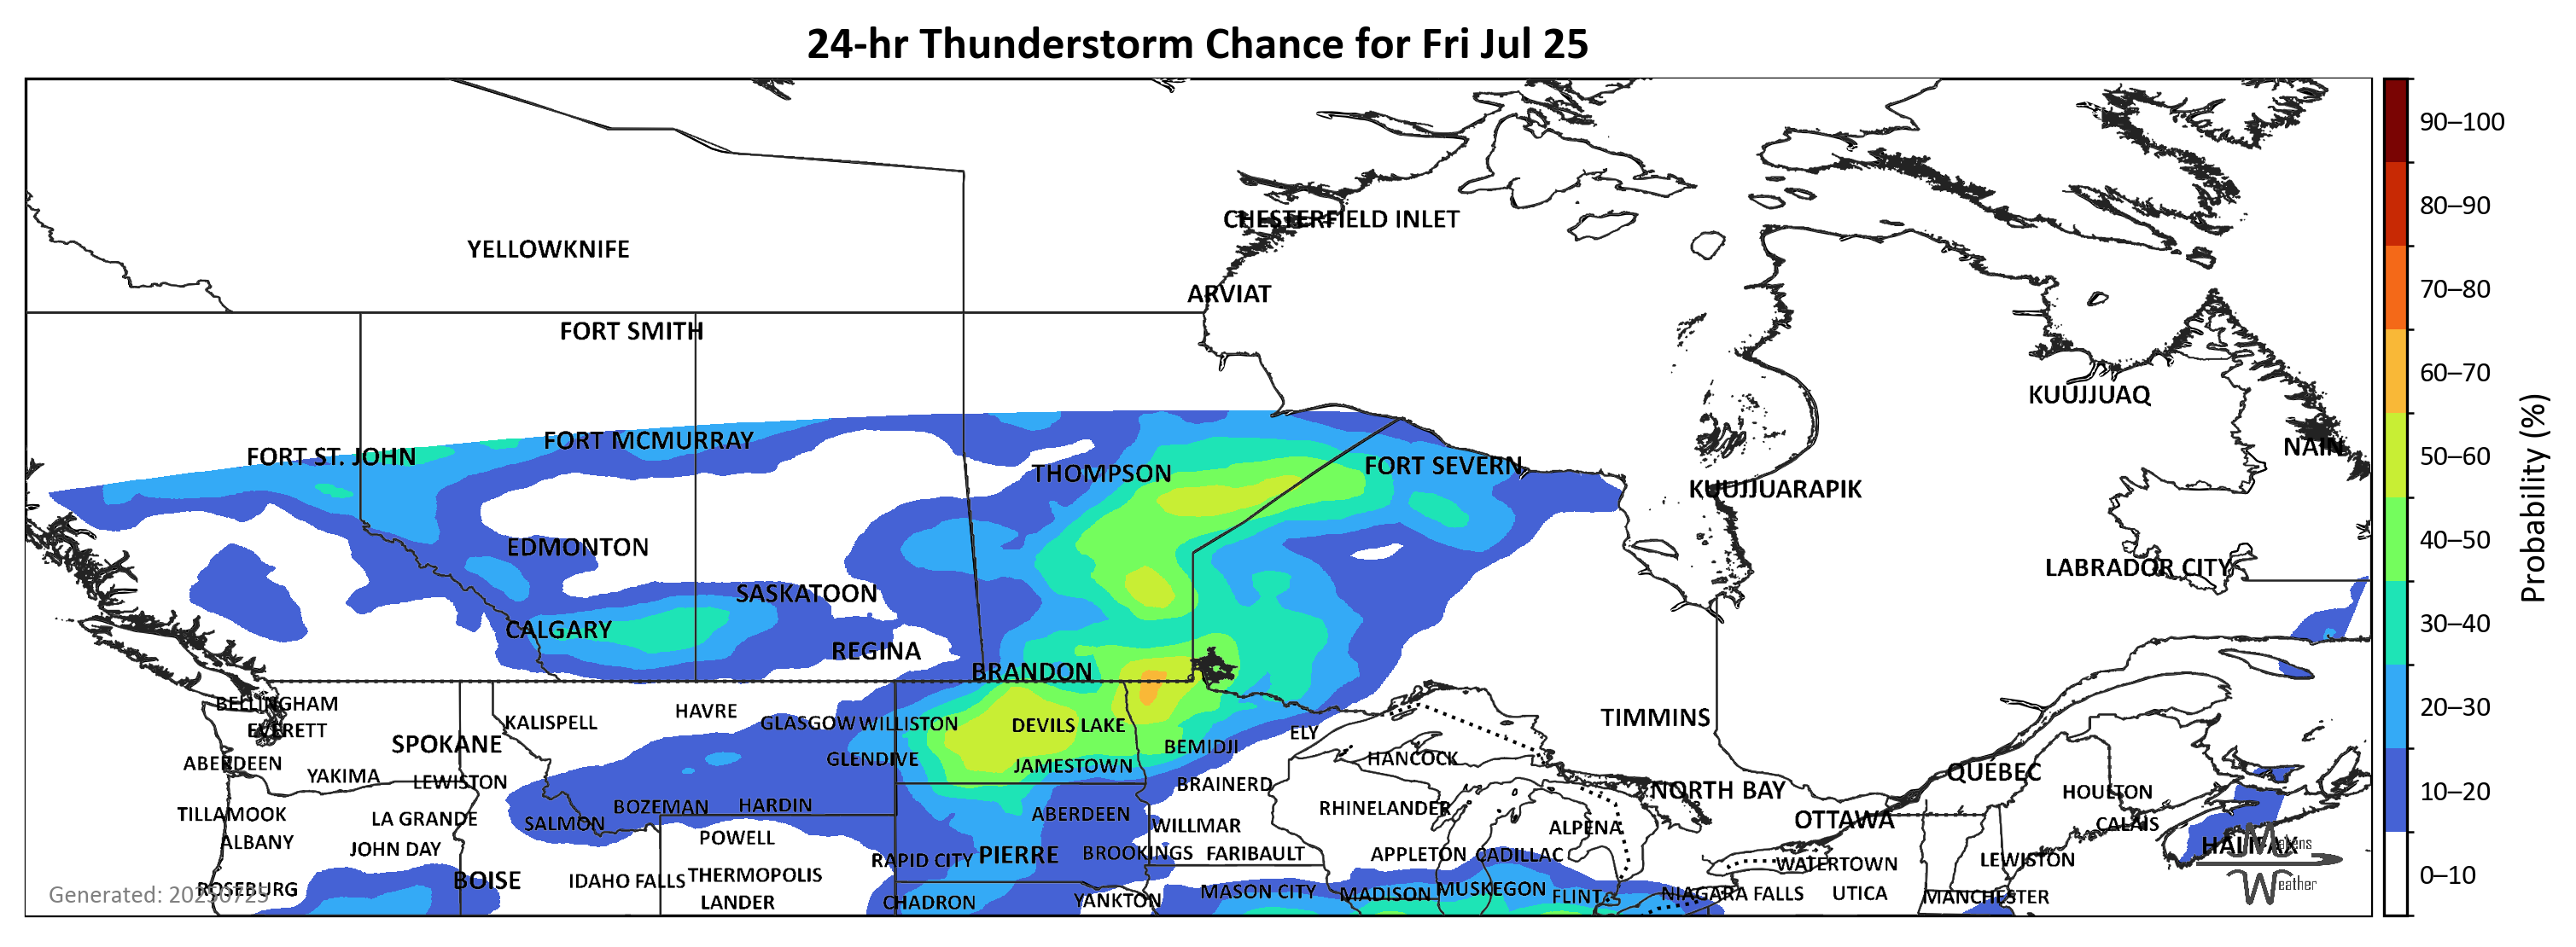 24-hr Thunderstorm Chance for Fri Jul 25
90–100
80–90
CHESTERFIELD INLET
YELLOWKNIFE
70–80
ARVIAT
FORT SMITH
60–70
KUUJJUAQ
FORT MCMURRAY
NAIN
FORT ST. JOHN
50–60
FORT SEVERN
THOMPSON
KUUJJUARAPIK
Probability (%)
EDMONTON
40–50
LABRADOR CITY
SASKATOON
CALGARY
30–40
REGINA
BRANDON
BELLINGHAM
20–30
HAVRE
KALISPELL
GLASGOW
WILLISTON
DEVILS LAKE
TIMMINS
EVERETT
ELY
SPOKANE
BEMIDJI
ABERDEEN
GLENDIVE
HANCOCK
JAMESTOWN
QUÉBEC
YAKIMA
LEWISTON
BRAINERD
NORTH BAY
HOULTON
10–20
BOZEMAN
HARDIN
RHINELANDER
TILLAMOOK
LA GRANDE
SALMON
ABERDEEN
WILLMAR
ALPENA
OTTAWA
CALAIS
ALBANY
POWELL
JOHN DAY
HALIFAX
Matens
RAPID CITY
PIERRE
BROOKINGS
FARIBAULT
APPLETON
CADILLAC
WATERTOWN
LEWISTON
BOISE
IDAHO FALLS
THERMOPOLIS
0–10
Weather
ROSEBURG
Generated: 20250725
LANDER
CHADRON
YANKTON
MASON CITY
MADISON
MUSKEGON
FLINT
NIAGARA FALLS
UTICA
MANCHESTER